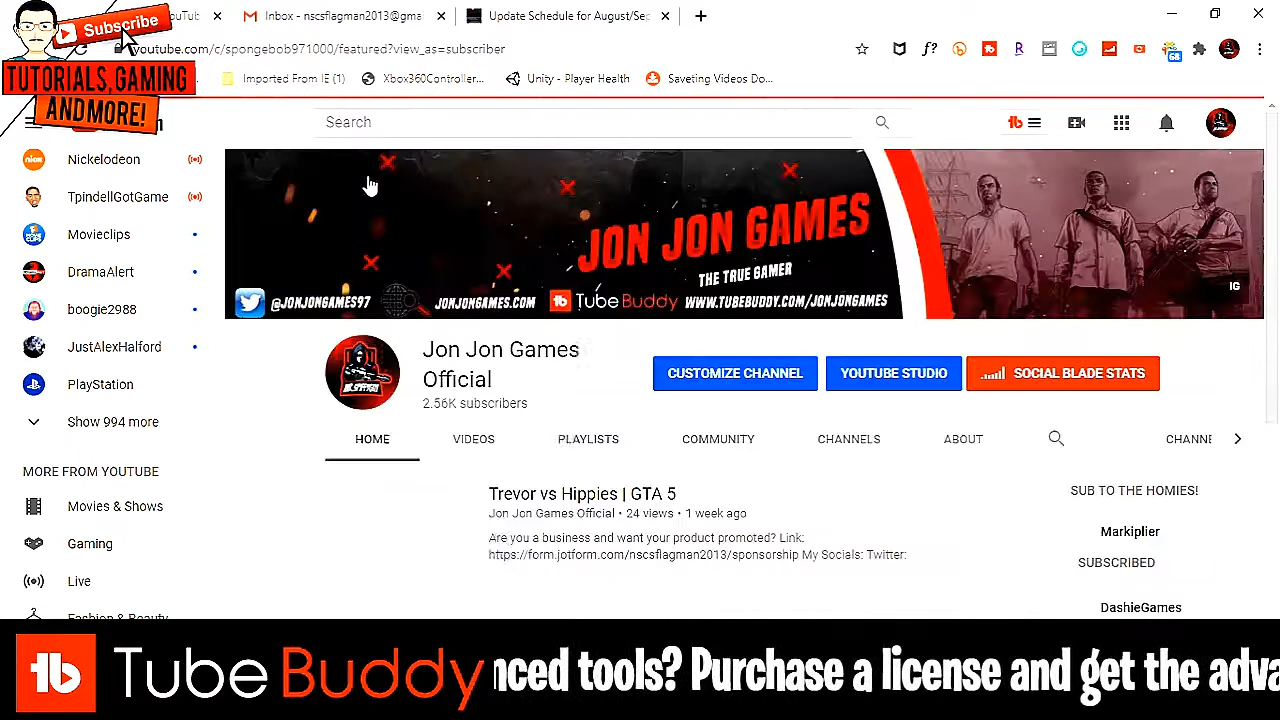 Subscribe
TUTORIALS, GAMING
AND MORE!
Inbox - nscsflagman2013@gma
Update Schedule for August/Sep
youtube.com/c/spongebob971000/featured?view_as=subscriber
Imported From IE (1)
Xbox360Controller...
Unity - Player Health
Saveting Videos Do...
f?
R
68
Search
Nickelodeon
TpindellGotGame
Movieclips
DramaAlert
boogie2988
JustAlexHalford
PlayStation
Show 994 more
MORE FROM YOUTUBE
Movies & Shows
Gaming
Live
Fashion & Beauty
JON JON GAMES
THE TRUE GAMER
@JONJONGAMES97
JONJONGAMES.COM
TubeBuddy
WWW.TUBEBUDDY.COM/JONJONGAMES
IG
Jon Jon Games
Official
2.56K subscribers
CUSTOMIZE CHANNEL
YOUTUBE STUDIO
SOCIAL BLADE STATS
HOME
VIDEOS
PLAYLISTS
COMMUNITY
CHANNELS
ABOUT
CHANNE
Trevor vs Hippies | GTA 5
Jon Jon Games Official • 24 views • 1 week ago
Are you a business and want your product promoted? Link:
https://form.jotform.com/nscsflagman2013/sponsorship My Socials: Twitter:
SUB TO THE HOMIES!
Markiplier
SUBSCRIBED
DashieGames
tb TubeBuddy
nced tools? Purchase a license and get the adva